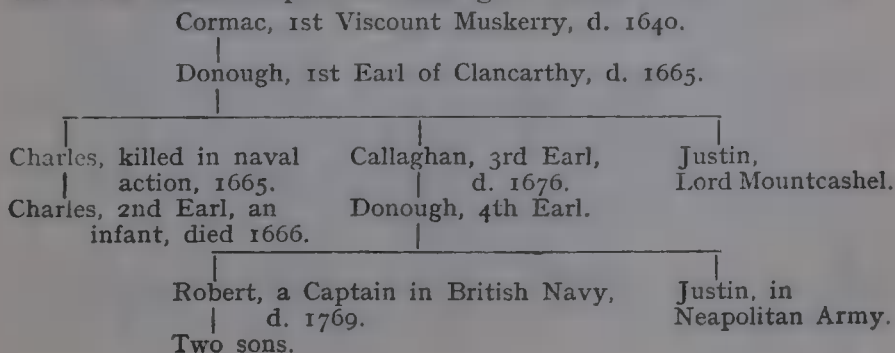 Cormac, 1st Viscount Muskerry, d. 1640.
Donough, 1st Earl of Clancarthy, d. 1665.
Charles, killed in naval action, 1665.
Charles, 2nd Earl, an infant, died 1666.
Callaghan, 3rd Earl, d. 1676.
Donough, 4th Earl.
Justin, Lord Mountcashel.
Robert, a Captain in British Navy, d. 1769.
Two sons.
Justin, in Neapolitan Army.